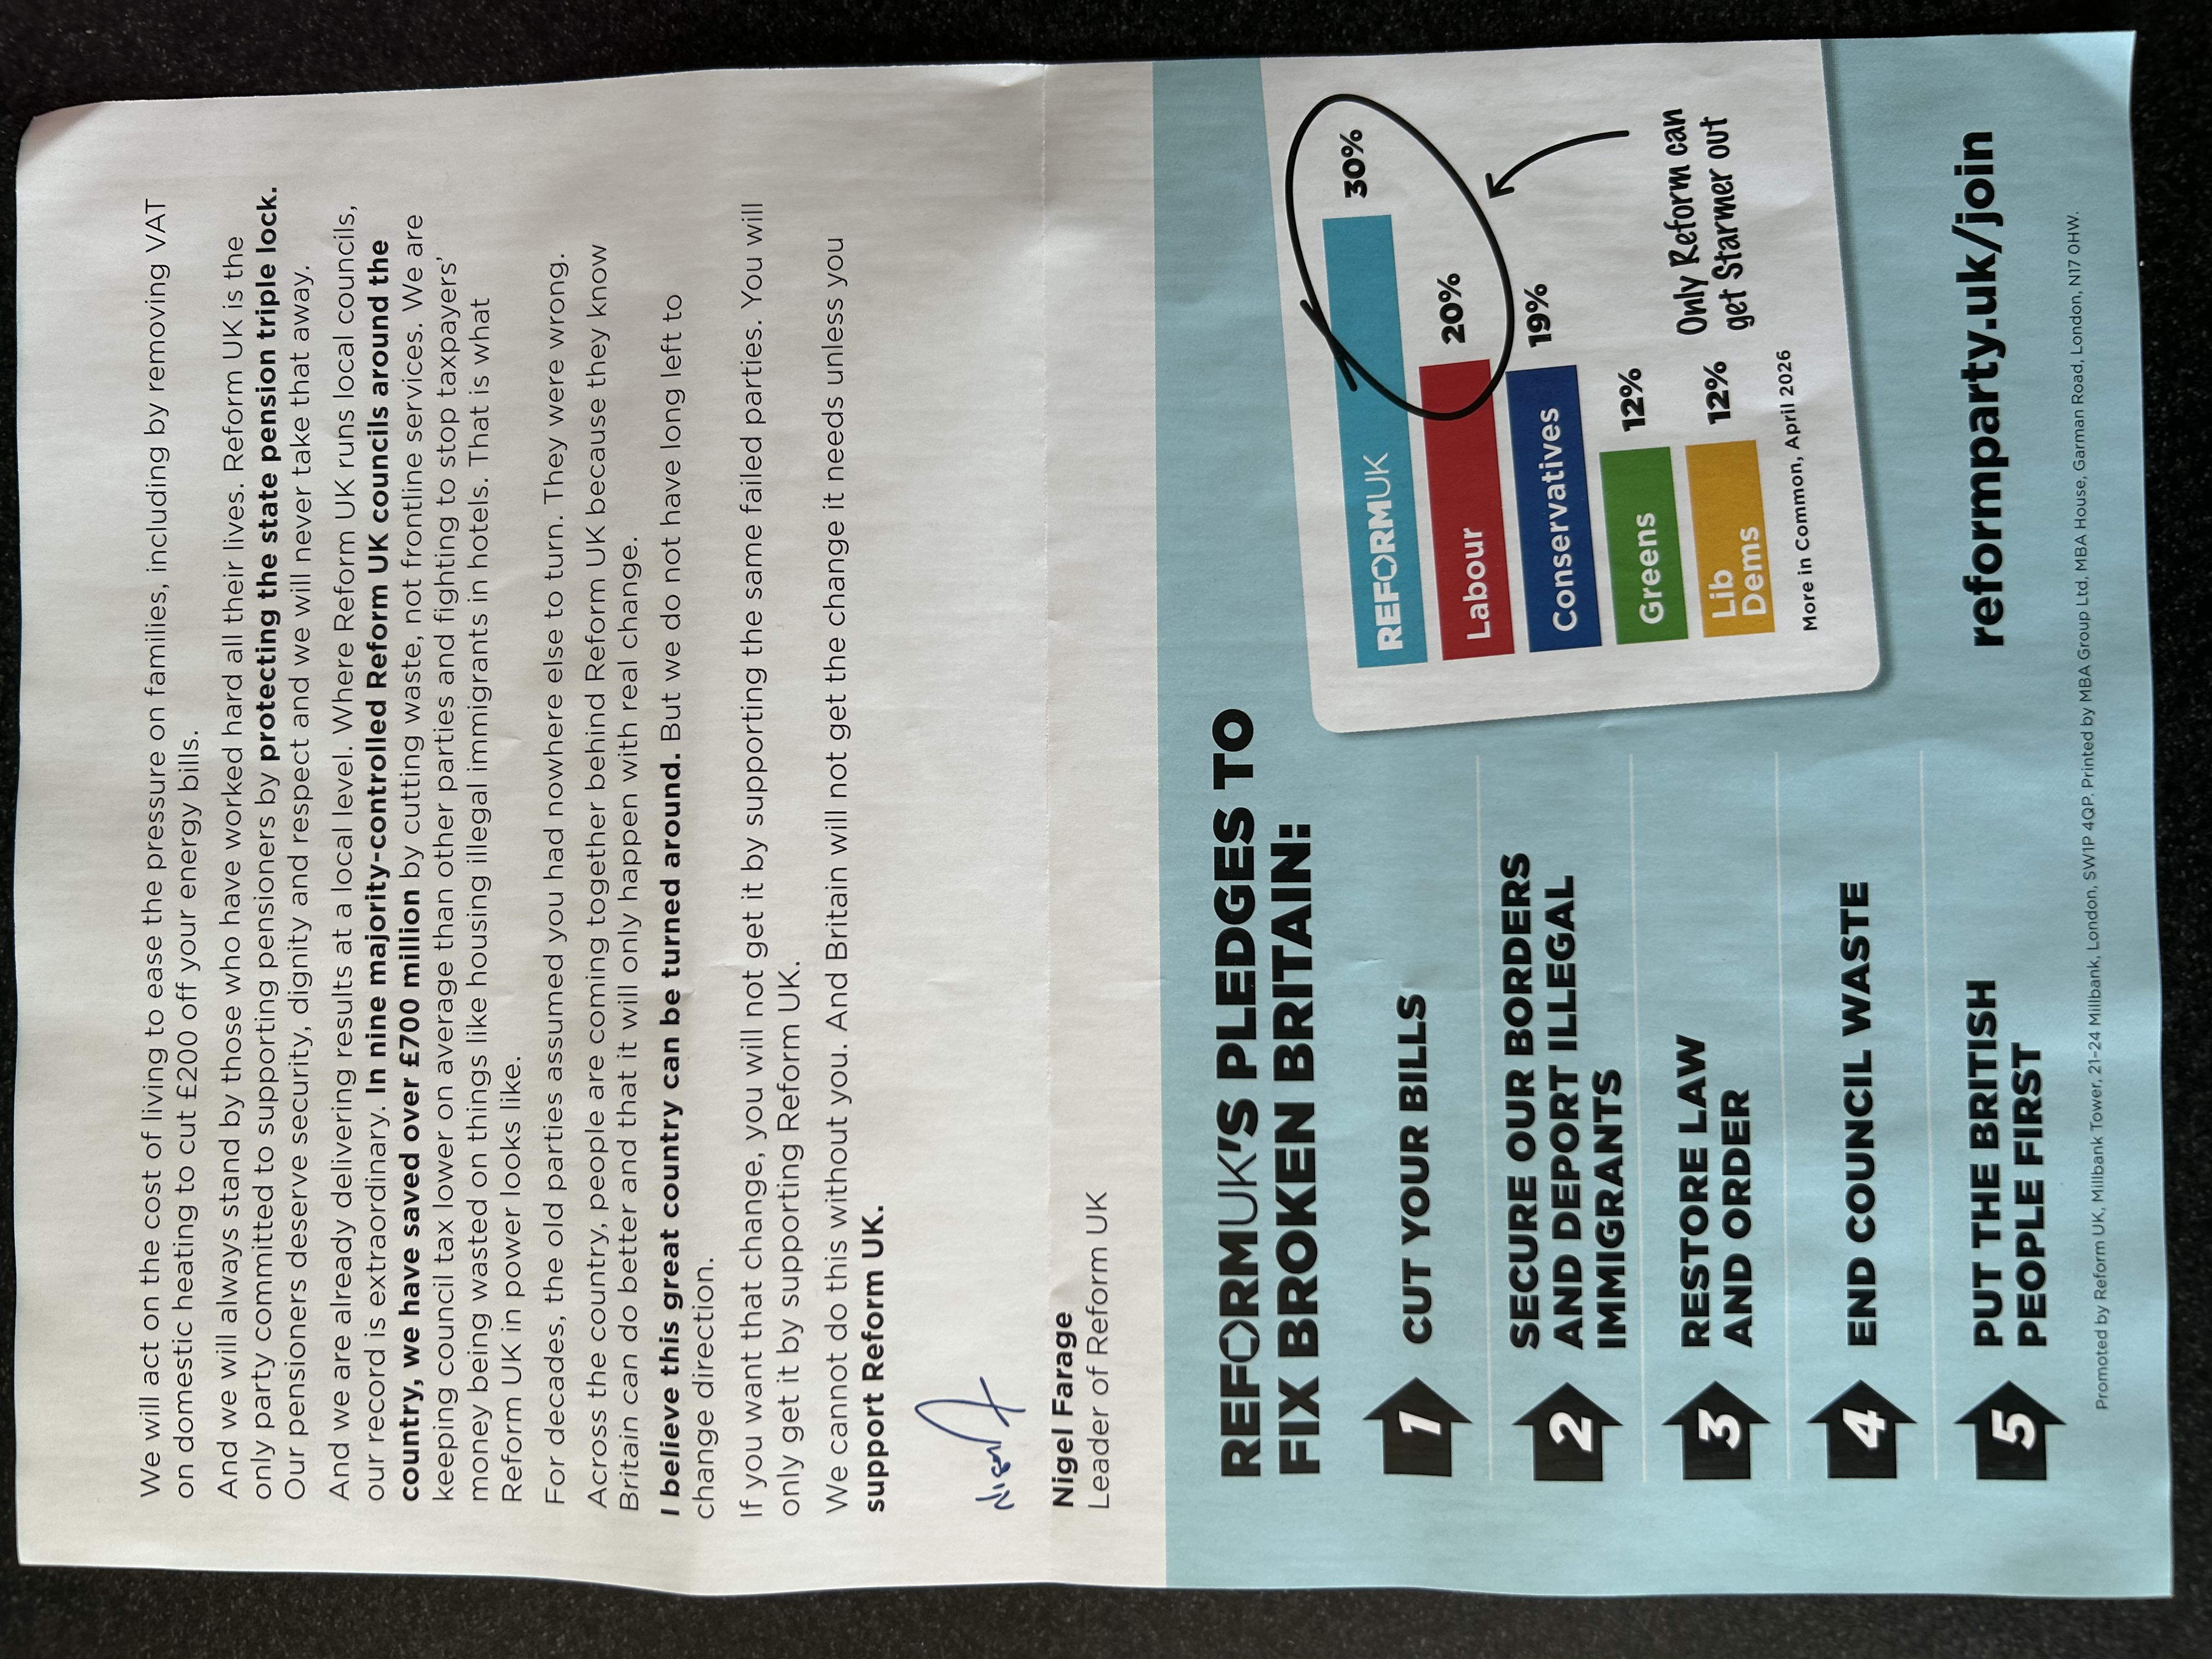 We will act on the cost of living to ease the pressure on families, including by removing VAT
on domestic heating to cut £200 off your energy bills.
And we will always stand by those who have worked hard all their lives. Reform UK is the
only party committed to supporting pensioners by protecting the state pension triple lock.
Our pensioners deserve security, dignity and respect and we will never take that away.
And we are already delivering results at a local level. Where Reform UK runs local councils,
our record is extraordinary. In nine majority-controlled Reform UK councils around the
country, we have saved over £700 million by cutting waste, not frontline services. We are
keeping council tax lower on average than other parties and fighting to stop taxpayers'
money being wasted on things like housing illegal immigrants in hotels. That is what
Reform UK in power looks like.
For decades, the old parties assumed you had nowhere else to turn. They were wrong.
Across the country, people are coming together behind Reform UK because they know
Britain can do better and that it will only happen with real change.
I believe this great country can be turned around. But we do not have long left to
change direction.
If you want that change, you will not get it by supporting the same failed parties. You will
only get it by supporting Reform UK.
We cannot do this without you. And Britain will not get the change it needs unless you
support Reform UK.
Nigel
Nigel Farage
Leader of Reform UK
REFORMUK'S PLEDGES TO
FIX BROKEN BRITAIN:
1 CUT YOUR BILLS
2 SECURE OUR BORDERS
AND DEPORT ILLEGAL
IMMIGRANTS
3 RESTORE LAW
AND ORDER
4 END COUNCIL WASTE
5 PUT THE BRITISH
PEOPLE FIRST
REFORMUK 30%
Labour 20%
Conservatives 19%
Greens 12%
Lib
Dems 12%
Only Reform can
get Starmer out
More in Common, April 2026
reformparty.uk/join
Promoted by Reform UK, Millbank Tower, 21-24 Millbank, London, SW1P 4QP. Printed by MBA Group Ltd, MBA House, Garman Road, London, N17 0HW.